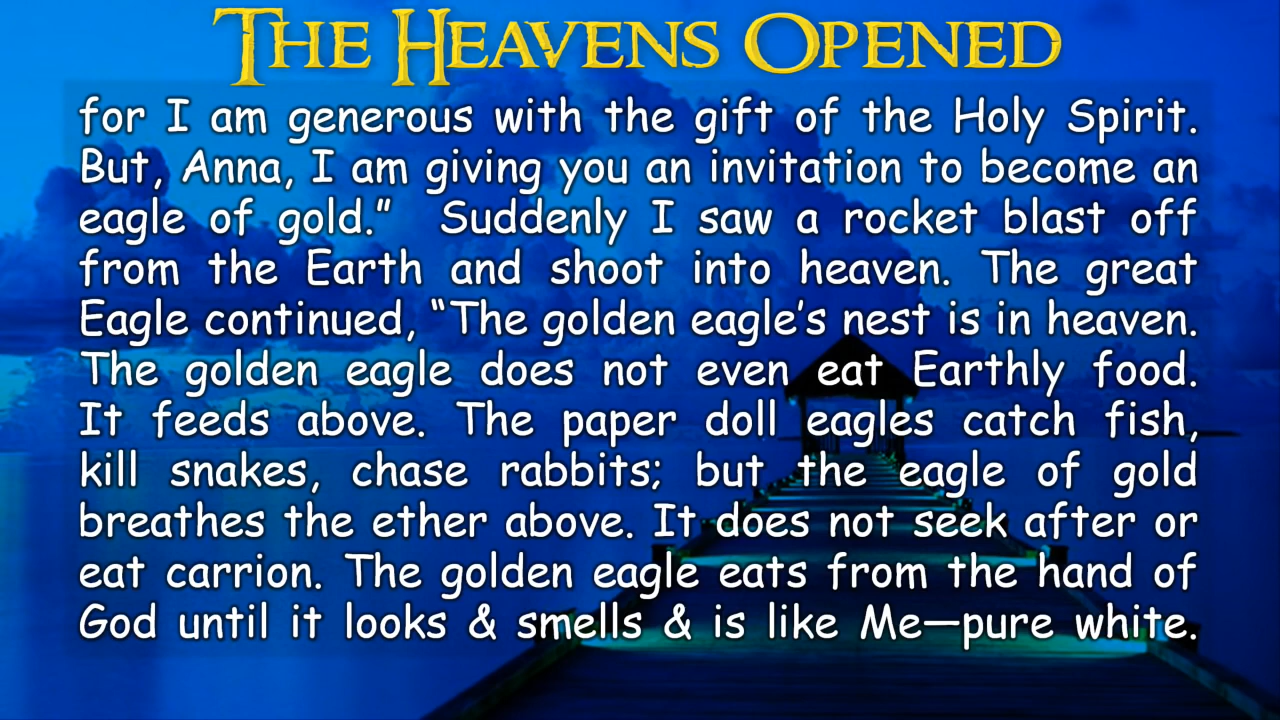 THE HEAVENS OPENED
for I am generous with the gift of the Holy Spirit.
But, Anna, I am giving you an invitation to become an
eagle of gold.” Suddenly I saw a rocket blast off
from the Earth and shoot into heaven. The great
Eagle continued, “The golden eagle’s nest is in heaven.
The golden eagle does not even eat Earthly food.
It feeds above. The paper doll eagles catch fish,
kill snakes, chase rabbits; but the eagle of gold
breathes the ether above. It does not seek after or
eat carrion. The golden eagle eats from the hand of
God until it looks & smells & is like Me—pure white.